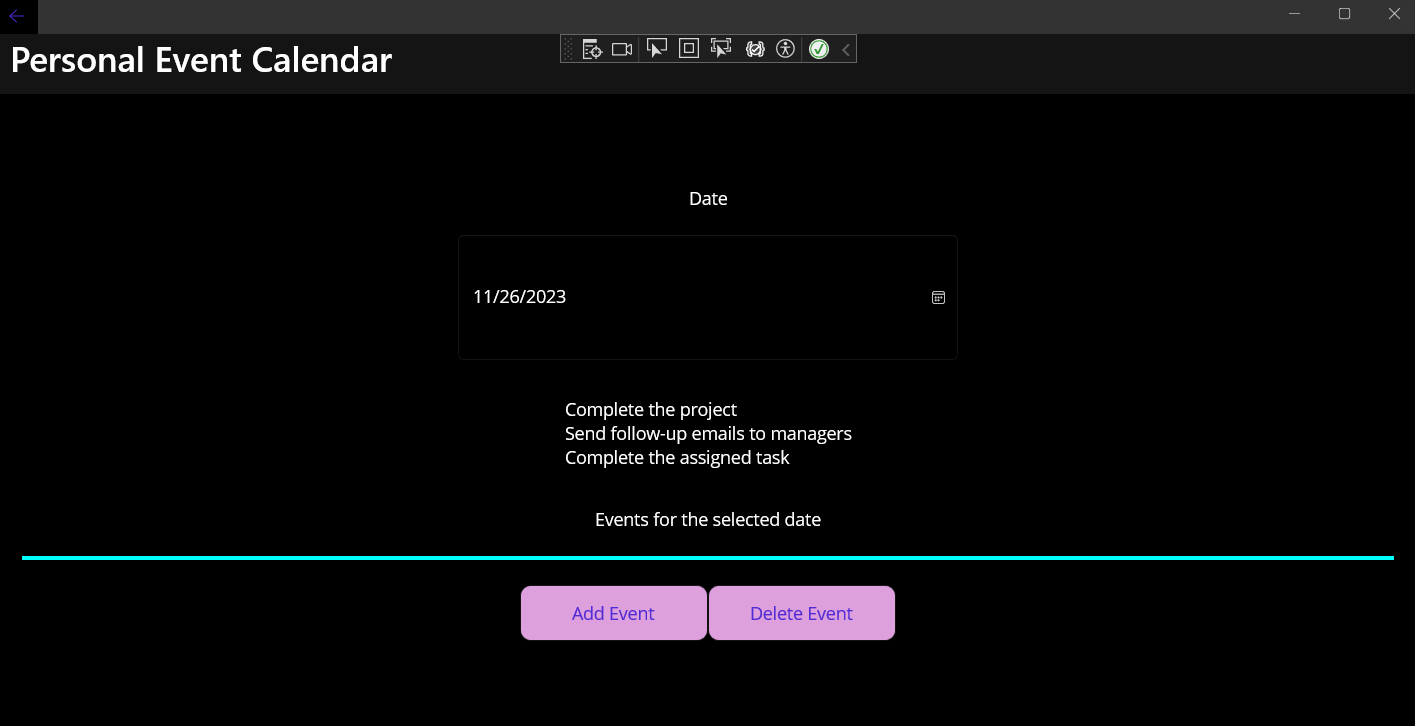 Personal Event Calendar
Date
11/26/2023
Complete the project
Send follow-up emails to managers
Complete the assigned task
Events for the selected date
Add Event
Delete Event